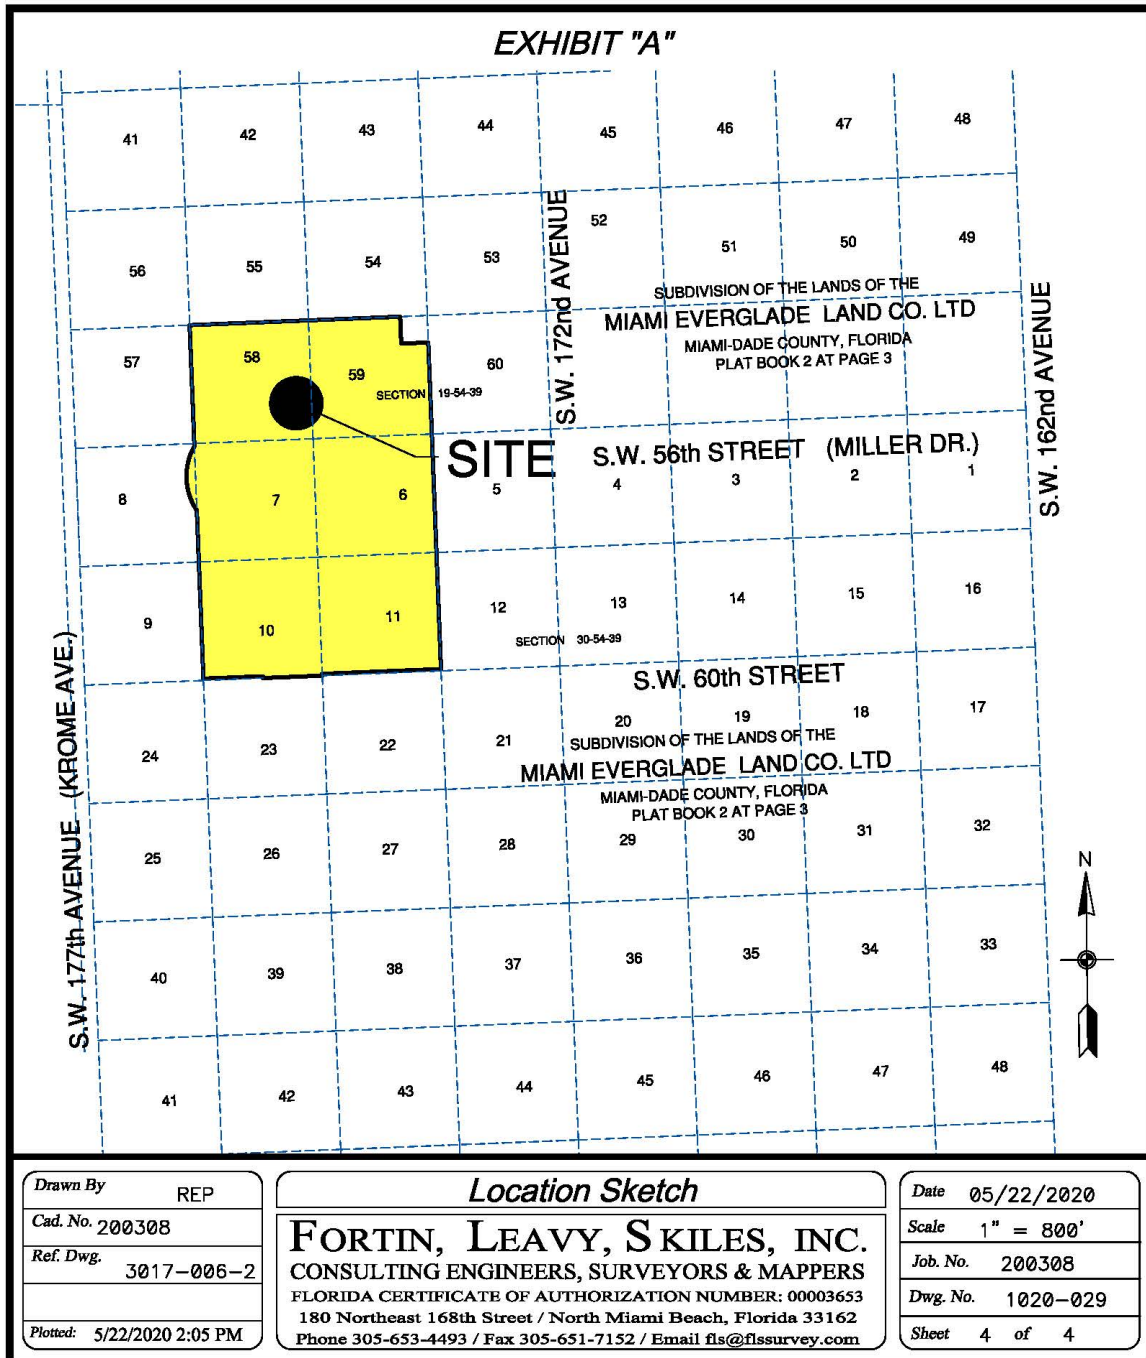 EXHIBIT "A"
41 42 43 44 45 46 47 48
56 55 54 53 52 51 50 49
S.W. 172nd AVENUE
SUBDIVISION OF THE LANDS OF THE
MIAMI EVERGLADE LAND CO. LTD
MIAMI-DADE COUNTY, FLORIDA
PLAT BOOK 2 AT PAGE 3
S.W. 162nd AVENUE
57 58 59 60
SECTION 19-54-39
SITE
S.W. 56th STREET (MILLER DR.)
8 7 6 5 4 3 2 1
9 10 11 12 13 14 15 16
SECTION 30-54-39
S.W. 60th STREET
24 23 22 21 20 19 18 17
SUBDIVISION OF THE LANDS OF THE
MIAMI EVERGLADE LAND CO. LTD
MIAMI-DADE COUNTY, FLORIDA
PLAT BOOK 2 AT PAGE 3
S.W. 177th AVENUE (KROME AVE.)
25 26 27 28 29 30 31 32
N
40 39 38 37 36 35 34 33
41 42 43 44 45 46 47 48
Drawn By REP
Cad. No. 200308
Ref. Dwg.
3017-006-2
Plotted: 5/22/2020 2:05 PM
Location Sketch
FORTIN, LEAVY, SKILES, INC.
CONSULTING ENGINEERS, SURVEYORS & MAPPERS
FLORIDA CERTIFICATE OF AUTHORIZATION NUMBER: 00003653
180 Northeast 168th Street / North Miami Beach, Florida 33162
Phone 305-653-4493 / Fax 305-651-7152 / Email fls@flssurvey.com
Date 05/22/2020
Scale 1" = 800'
Job. No. 200308
Dwg. No. 1020-029
Sheet 4 of 4